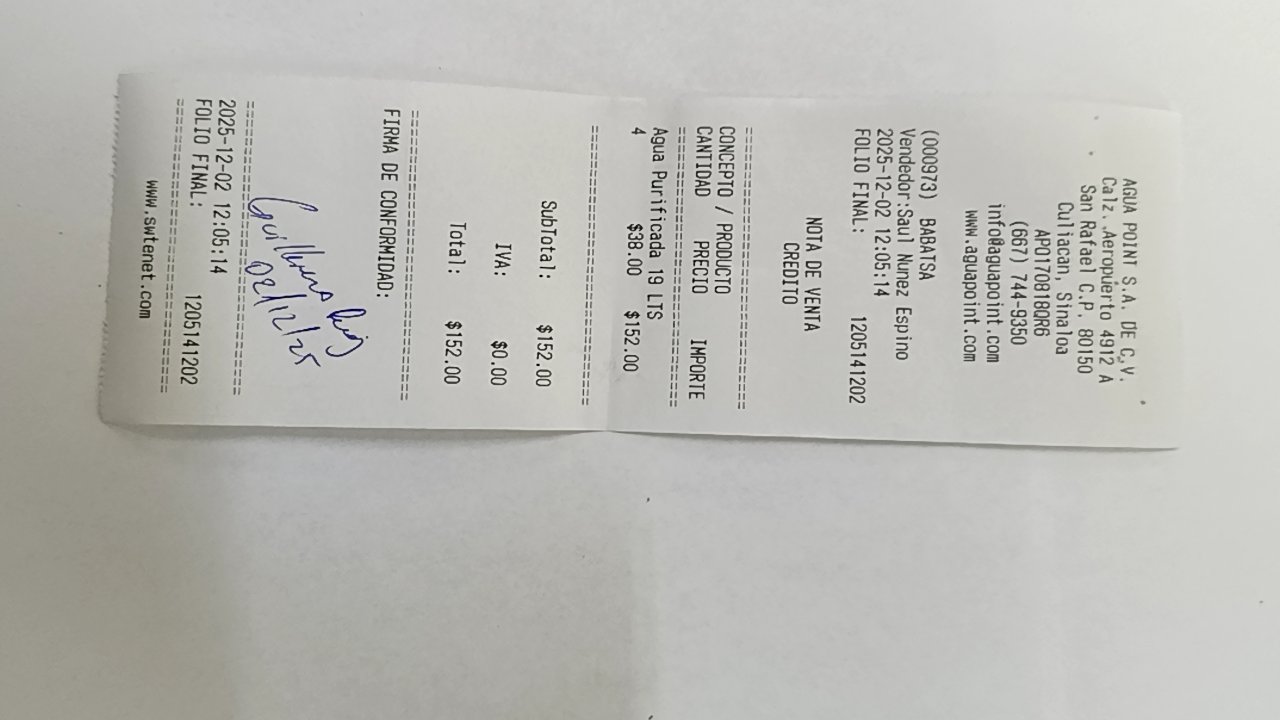 AGUA POINT S.A. DE C.V.
Calz. Aeropuerto 4912 A
San Rafael C.P. 80150
Culiacan, Sinaloa
APO170818QR6
(667) 744-9350
info@aguapoint.com
www.aguapoint.com
(000973) BABATSA
Vendedor:Saul Nunez Espino
2025-12-02 12:05:14
FOLIO FINAL: 1205141202
NOTA DE VENTA
CREDITO
CONCEPTO / PRODUCTO
CANTIDAD PRECIO IMPORTE
Agua Purificada 19 LTS
4 $38.00 $152.00
SubTotal: $152.00
IVA: $0.00
Total: $152.00
FIRMA DE CONFORMIDAD:
02/12/25
2025-12-02 12:05:14
FOLIO FINAL: 1205141202
www.swtenet.com